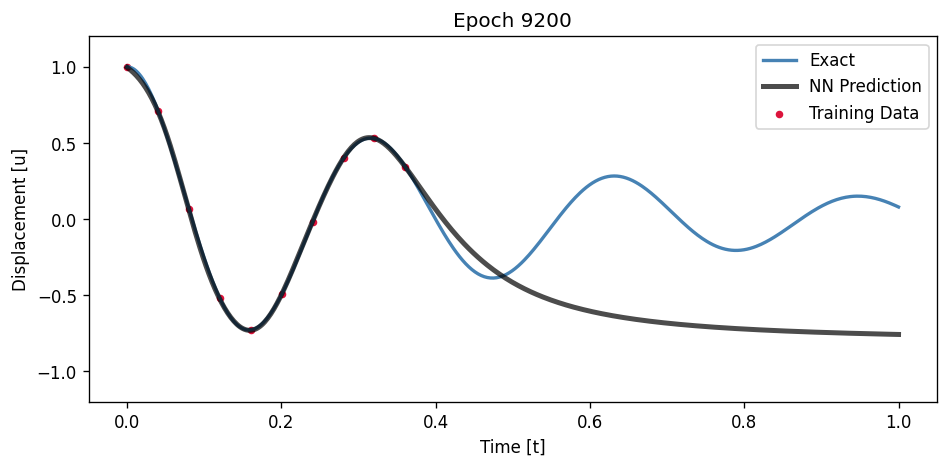 Epoch 9200
Exact
NN Prediction
Training Data
Displacement [u]
1.0
0.5
0.0
−0.5
−1.0
0.0 0.2 0.4 0.6 0.8 1.0
Time [t]